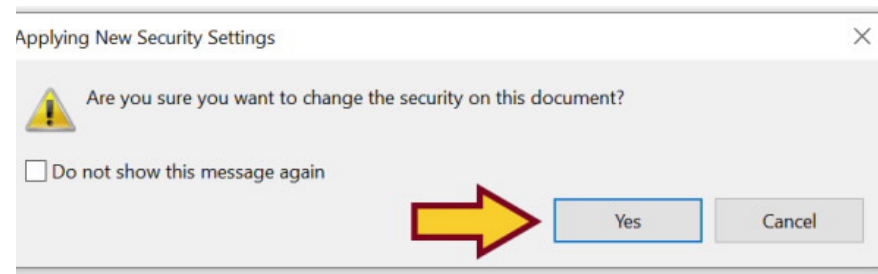 Applying New Security Settings
Are you sure you want to change the security on this document?
Do not show this message again
Yes
Cancel